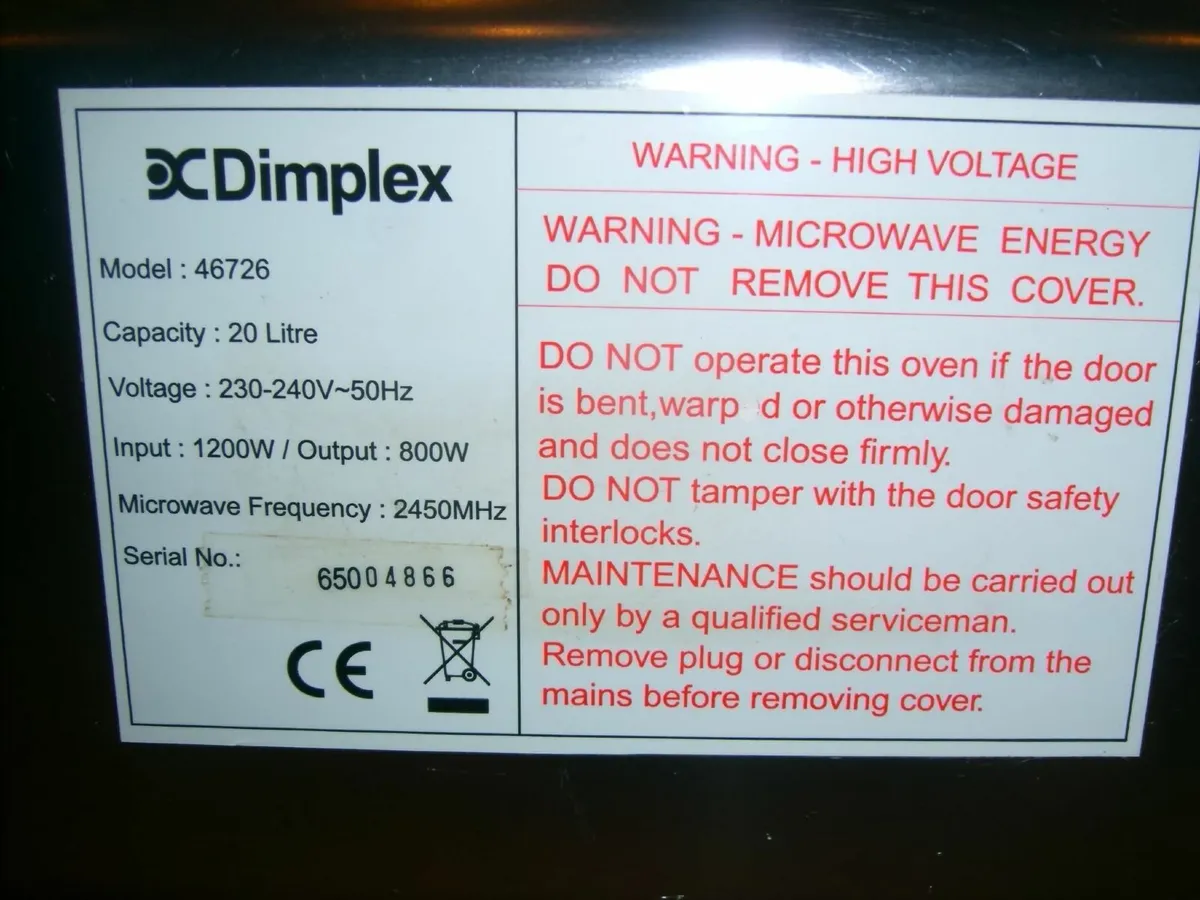 Dimplex
Model : 46726
Capacity : 20 Litre
Voltage : 230-240V~50Hz
Input : 1200W / Output : 800W
Microwave Frequency : 2450MHz
Serial No.:
65004866
CE
WARNING - HIGH VOLTAGE
WARNING - MICROWAVE ENERGY
DO NOT REMOVE THIS COVER.
DO NOT operate this oven if the door
is bent,warp d or otherwise damaged
and does not close firmly.
DO NOT tamper with the door safety
interlocks.
MAINTENANCE should be carried out
only by a qualified serviceman.
Remove plug or disconnect from the
mains before removing cover.